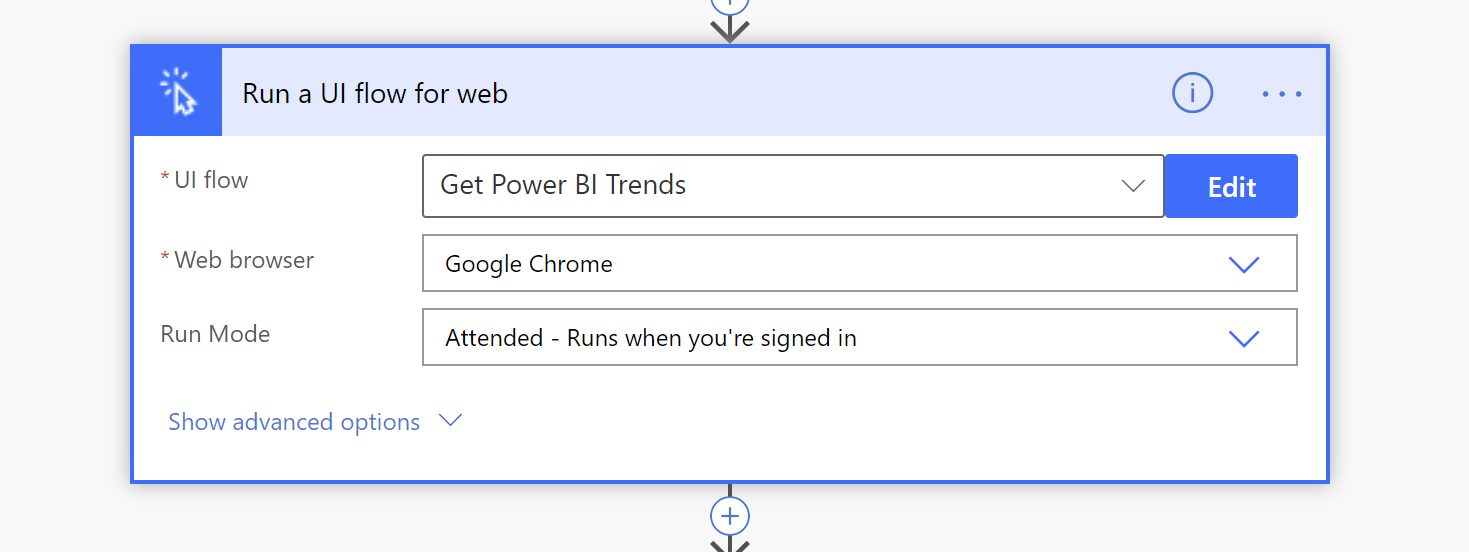 Run a UI flow for web
i
* UI flow
Get Power BI Trends
Edit
* Web browser
Google Chrome
Run Mode
Attended - Runs when you're signed in
Show advanced options